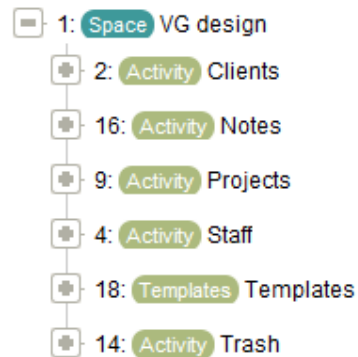 1: Space VG design
2: Activity Clients
16: Activity Notes
9: Activity Projects
4: Activity Staff
18: Templates Templates
14: Activity Trash